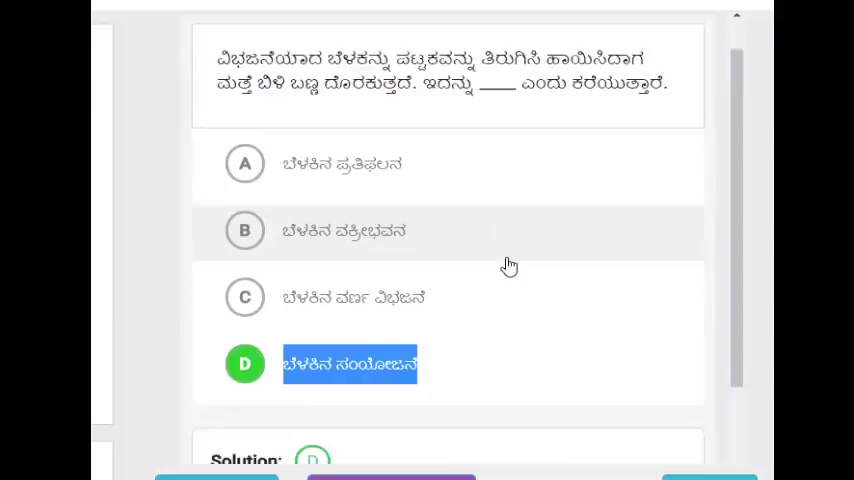 ವಿಭಜನೆಯಾದ ಬೆಳಕನ್ನು ಪಟ್ಟಕವನ್ನು ತಿರುಗಿಸಿ ಹಾಯಿಸಿದಾಗ
ಮತ್ತೆ ಬಿಳಿ ಬಣ್ಣ ದೊರಕುತ್ತದೆ. ಇದನ್ನು ____ ಎಂದು ಕರೆಯುತ್ತಾರೆ.
A ಬೆಳಕಿನ ಪ್ರತಿಫಲನ
B ಬೆಳಕಿನ ವಕ್ರೀಭವನ
C ಬೆಳಕಿನ ವರ್ಣ ವಿಭಜನೆ
D ಬೆಳಕಿನ ಸಂಯೋಜನೆ
Solution: D